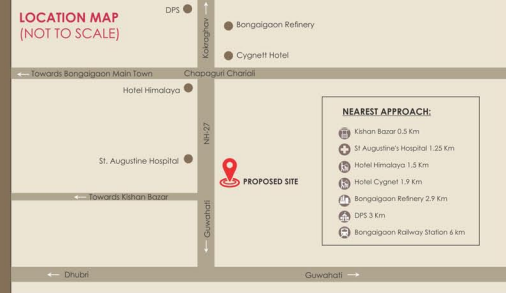 LOCATION MAP
(NOT TO SCALE)
DPS
Kokraghav
Bongaigaon Refinery
Cygnett Hotel
Towards Bongaigaon Main Town
Chapaguri Chariali
Hotel Himalaya
NH-27
St. Augustine Hospital
PROPOSED SITE
Towards Kishan Bazar
Guwahati
Dhubri
Guwahati
NEAREST APPROACH:
Kishan Bazar 0.5 Km
St Augustine's Hospital 1.25 Km
Hotel Himalaya 1.5 Km
Hotel Cygnet 1.9 Km
Bongaigaon Refinery 2.9 Km
DPS 3 Km
Bongaigaon Railway Station 6 km